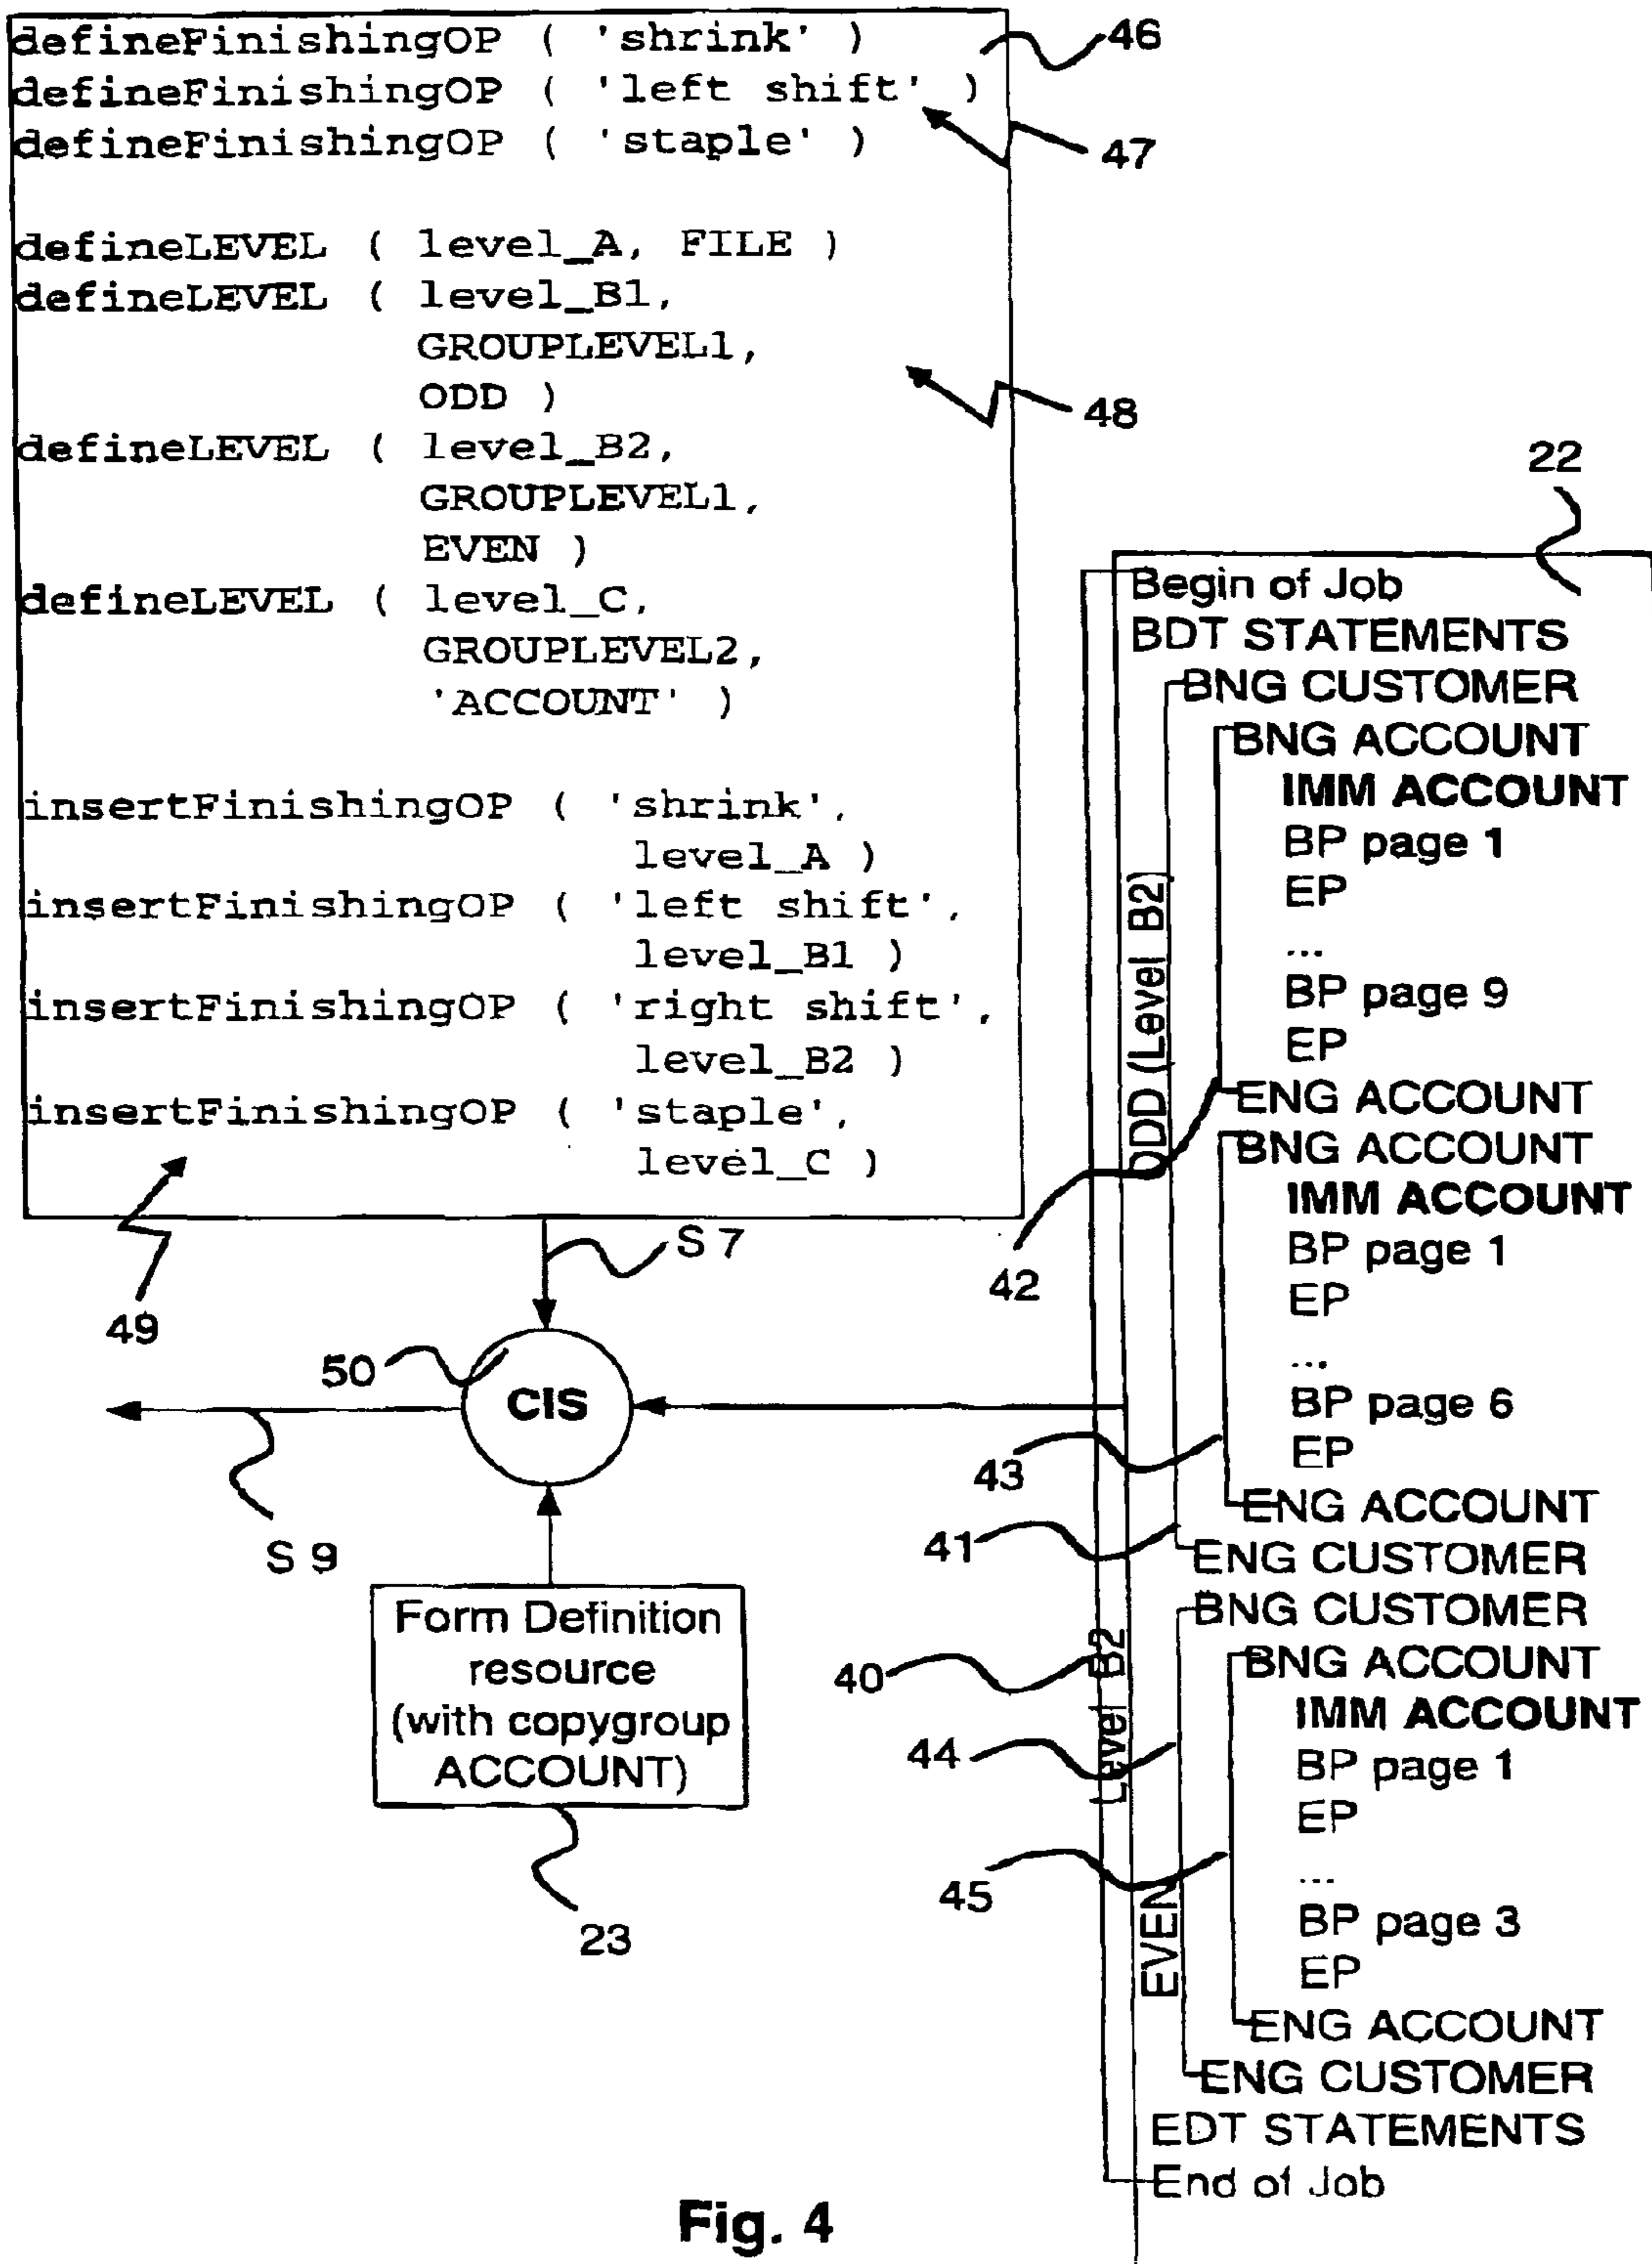 defineFinishingOP ( 'shrink' )
defineFinishingOP ( 'left shift' )
defineFinishingOP ( 'staple' )
defineLEVEL ( level_A, FILE )
defineLEVEL ( level_B1,
GROUPLEVEL1,
ODD )
defineLEVEL ( level_B2,
GROUPLEVEL1,
EVEN )
defineLEVEL ( level_C,
GROUPLEVEL2,
'ACCOUNT' )
insertFinishingOP ( 'shrink',
level_A )
insertFinishingOP ( 'left shift',
level_B1 )
insertFinishingOP ( 'right shift',
level_B2 )
insertFinishingOP ( 'staple',
level_C )
46
47
48
49
S 7
50
CIS
S 9
Form Definition
resource
(with copygroup
ACCOUNT)
23
22
Begin of Job
BDT STATEMENTS
BNG CUSTOMER
BNG ACCOUNT
IMM ACCOUNT
BP page 1
EP
...
BP page 9
EP
ENG ACCOUNT
BNG ACCOUNT
IMM ACCOUNT
BP page 1
EP
...
BP page 6
EP
ENG ACCOUNT
ENG CUSTOMER
BNG CUSTOMER
BNG ACCOUNT
IMM ACCOUNT
BP page 1
EP
...
BP page 3
EP
ENG ACCOUNT
ENG CUSTOMER
EDT STATEMENTS
End of Job
ODD (Level B2)
Level B2
EVEN
42
43
41
40
44
45
Fig. 4